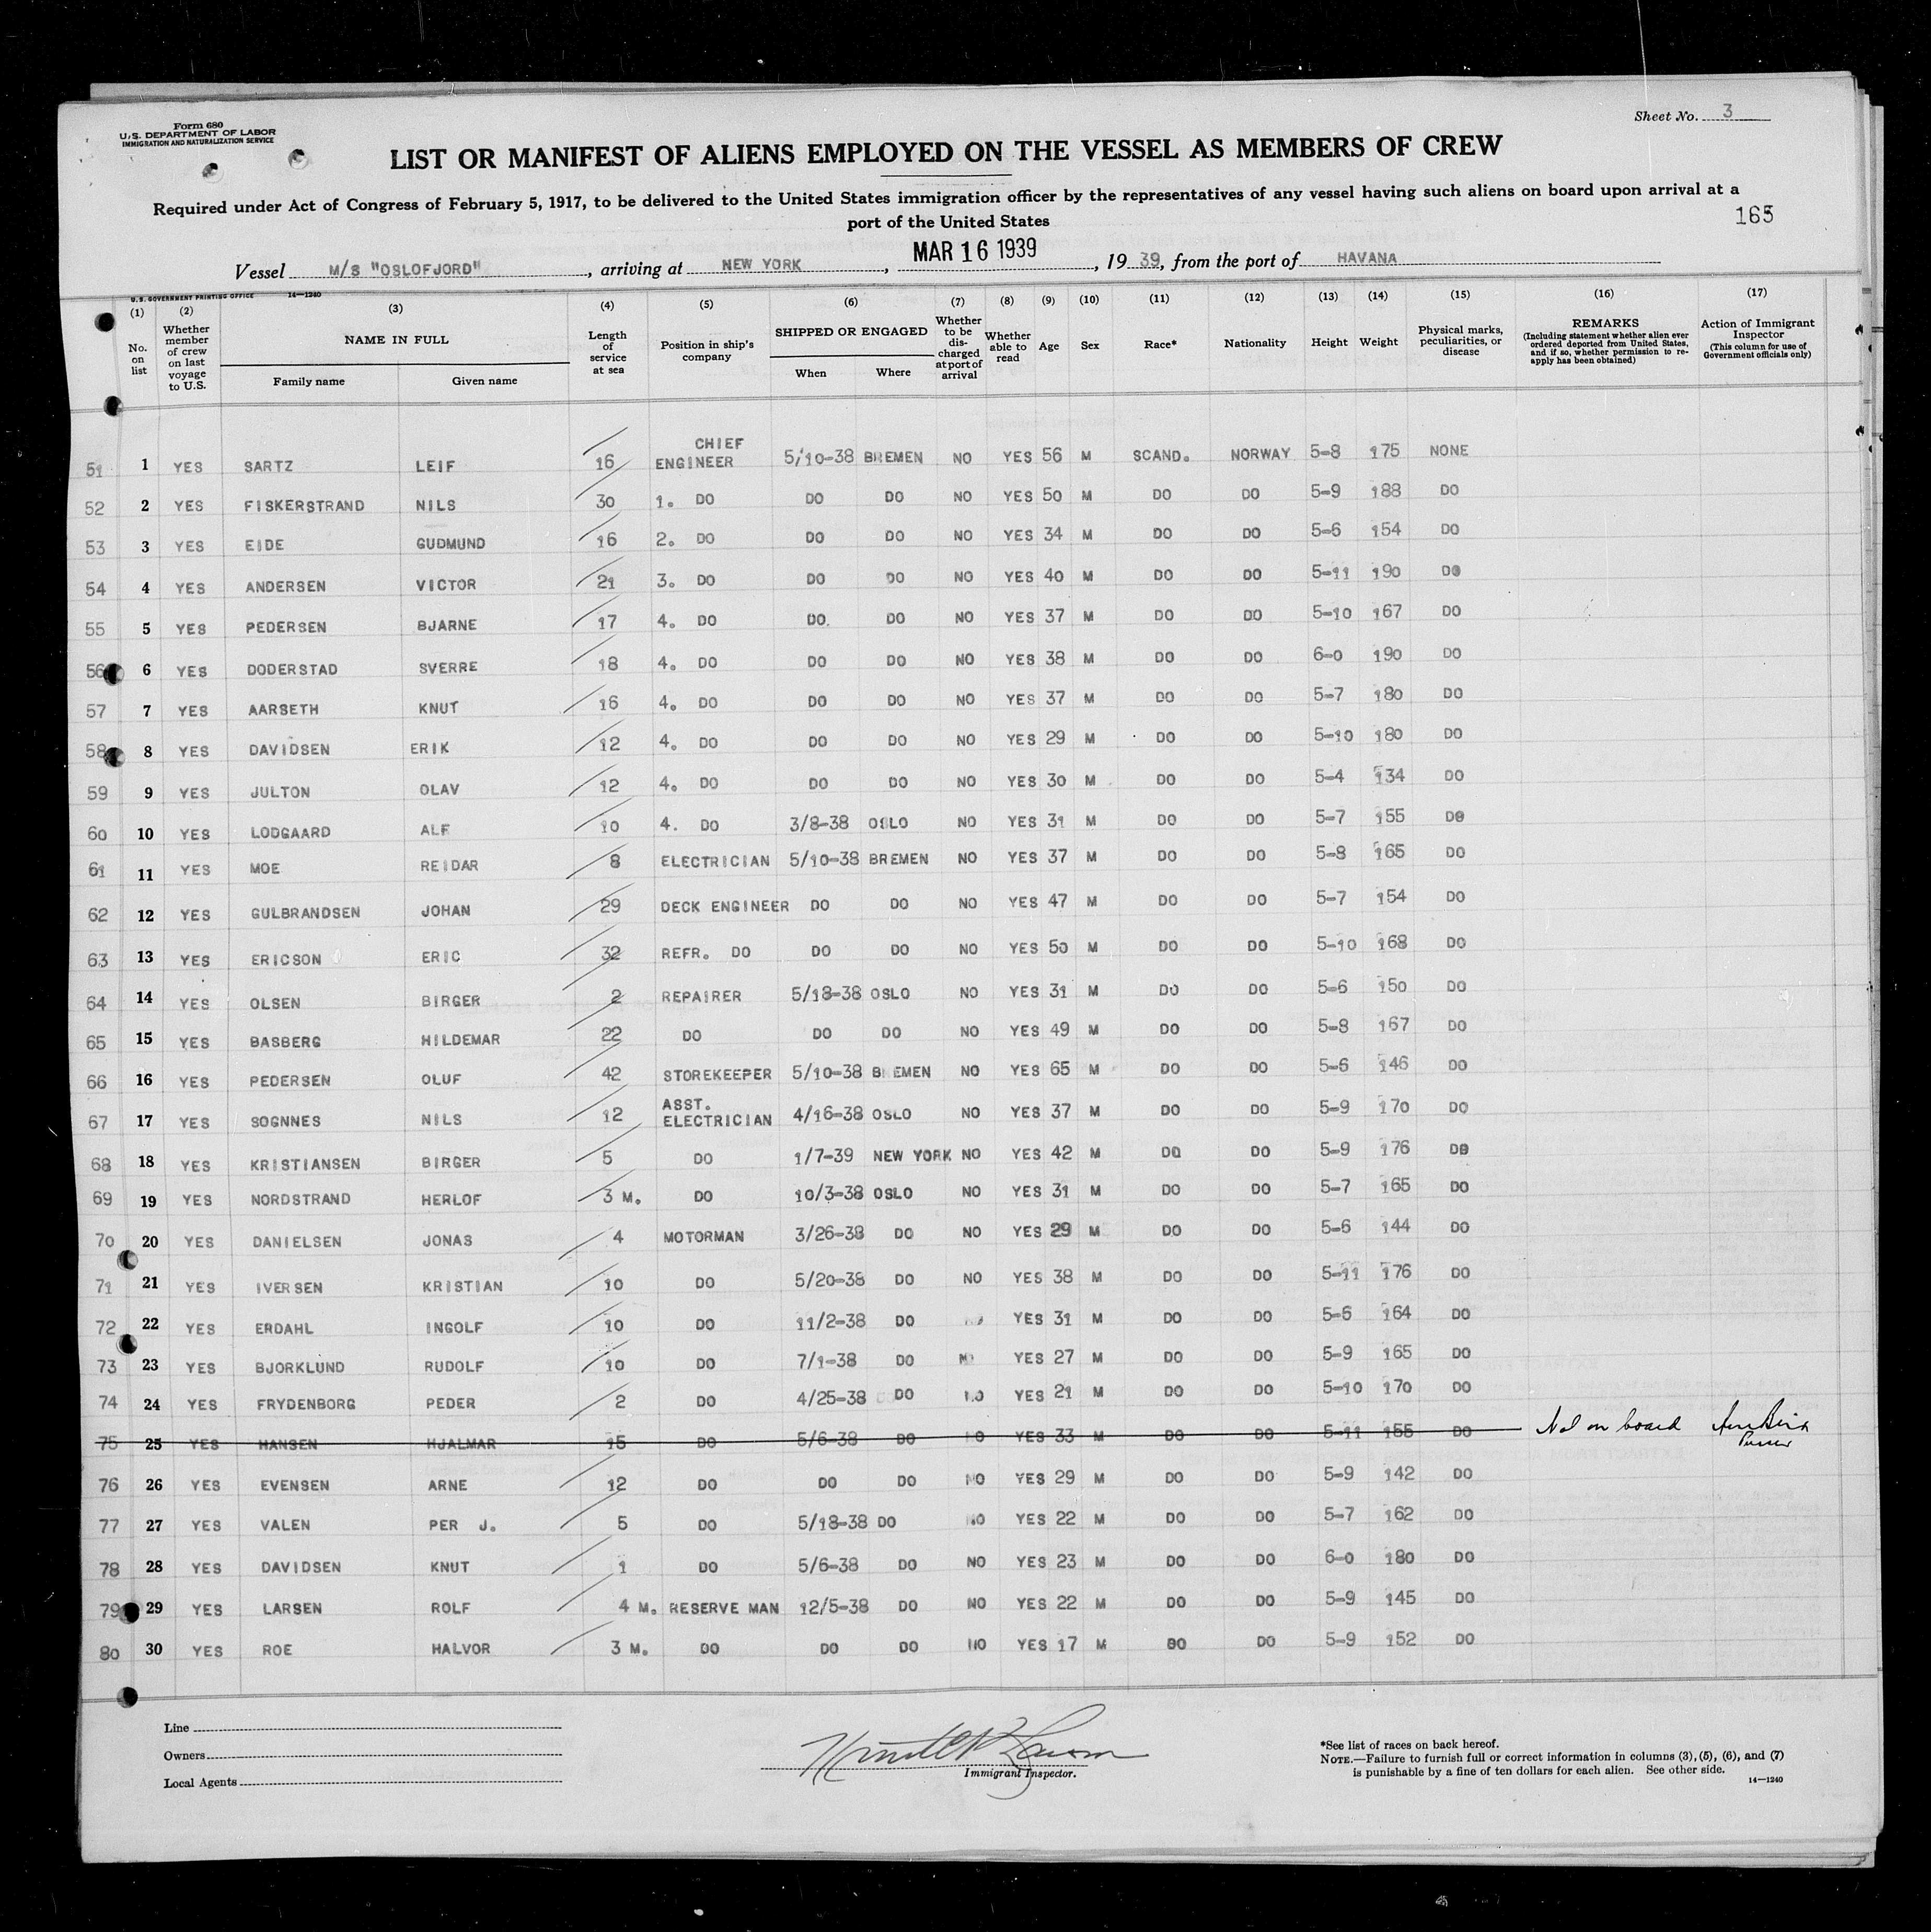 Form 680
U.S. DEPARTMENT OF LABOR
IMMIGRATION AND NATURALIZATION SERVICE
Sheet No. 3
LIST OR MANIFEST OF ALIENS EMPLOYED ON THE VESSEL AS MEMBERS OF CREW
Required under Act of Congress of February 5, 1917, to be delivered to the United States immigration officer by the representatives of any vessel having such aliens on board upon arrival at a
port of the United States
165
Vessel M/S "OSLOFJORD", arriving at NEW YORK, MAR 16 1939, 19 39, from the port of HAVANA
U.S. GOVERNMENT PRINTING OFFICE 14—1240
(1) (2) (3) (4) (5) (6) (7) (8) (9) (10) (11) (12) (13) (14) (15) (16) (17)
No. on list
Whether member of crew on last voyage to U.S.
NAME IN FULL
Family name Given name
Length of service at sea
Position in ship's company
SHIPPED OR ENGAGED
When Where
Whether to be discharged at port of arrival
Whether able to read
Age
Sex
Race*
Nationality
Height
Weight
Physical marks, peculiarities, or disease
REMARKS
(Including statement whether alien ever ordered deported from United States, and if so, whether permission to reapply has been obtained)
Action of Immigrant Inspector
(This column for use of Government officials only)
51 1 YES SARTZ LEIF 16 CHIEF ENGINEER 5/10-38 BREMEN NO YES 56 M SCAND. NORWAY 5-8 175 NONE
52 2 YES FISKERSTRAND NILS 30 1. DO DO DO NO YES 50 M DO DO 5-9 188 DO
53 3 YES EIDE GUDMUND 16 2. DO DO DO NO YES 34 M DO DO 5-6 154 DO
54 4 YES ANDERSEN VICTOR 21 3. DO DO DO NO YES 40 M DO DO 5-11 190 DO
55 5 YES PEDERSEN BJARNE 17 4. DO DO. DO NO YES 37 M DO DO 5-10 167 DO
56 6 YES DODERSTAD SVERRE 18 4. DO DO DO NO YES 38 M DO DO 6-0 190 DO
57 7 YES AARSETH KNUT 16 4. DO DO DO NO YES 37 M DO DO 5-7 180 DO
58 8 YES DAVIDSEN ERIK 12 4. DO DO DO NO YES 29 M DO DO 5-10 180 DO
59 9 YES JULTON OLAV 12 4. DO DO DO NO YES 30 M DO DO 5-4 134 DO
60 10 YES LODGAARD ALF 10 4. DO 3/8-38 OSLO NO YES 31 M DO DO 5-7 155 DO
61 11 YES MOE REIDAR 8 ELECTRICIAN 5/10-38 BREMEN NO YES 37 M DO DO 5-8 165 DO
62 12 YES GULBRANDSEN JOHAN 29 DECK ENGINEER DO DO NO YES 47 M DO DO 5-7 154 DO
63 13 YES ERICSON ERIC 32 REFR. DO DO DO NO YES 50 M DO DO 5-10 168 DO
64 14 YES OLSEN BIRGER 2 REPAIRER 5/18-38 OSLO NO YES 31 M DO DO 5-6 150 DO
65 15 YES BASBERG HILDEMAR 22 DO DO DO NO YES 49 M DO DO 5-8 167 DO
66 16 YES PEDERSEN OLUF 42 STOREKEEPER 5/10-38 BREMEN NO YES 65 M DO DO 5-6 146 DO
67 17 YES SOGNNES NILS 12 ASST. ELECTRICIAN 4/16-38 OSLO NO YES 37 M DO DO 5-9 170 DO
68 18 YES KRISTIANSEN BIRGER 5 DO 1/7-39 NEW YORK NO YES 42 M DO DO 5-9 176 DO
69 19 YES NORDSTRAND HERLOF 3 M. DO 10/3-38 OSLO NO YES 31 M DO DO 5-7 165 DO
70 20 YES DANIELSEN JONAS 4 MOTORMAN 3/26-38 DO NO YES 29 M DO DO 5-6 144 DO
71 21 YES IVERSEN KRISTIAN 10 DO 5/20-38 DO NO YES 38 M DO DO 5-11 176 DO
72 22 YES ERDAHL INGOLF 10 DO 11/2-38 DO NO YES 31 M DO DO 5-6 164 DO
73 23 YES BJORKLUND RUDOLF 10 DO 7/1-38 DO NO YES 27 M DO DO 5-9 165 DO
74 24 YES FRYDENBORG PEDER 2 DO 4/25-38 DO NO YES 21 M DO DO 5-10 170 DO
75 25 YES HANSEN HJALMAR 15 DO 5/6-38 DO NO YES 33 M DO DO 5-11 155 DO Not on board Purser
76 26 YES EVENSEN ARNE 12 DO DO DO NO YES 29 M DO DO 5-9 142 DO
77 27 YES VALEN PER J. 5 DO 5/18-38 DO NO YES 22 M DO DO 5-7 162 DO
78 28 YES DAVIDSEN KNUT 1 DO 5/6-38 DO NO YES 23 M DO DO 6-0 180 DO
79 29 YES LARSEN ROLF 4 M. RESERVE MAN 12/5-38 DO NO YES 22 M DO DO 5-9 145 DO
80 30 YES ROE HALVOR 3 M. DO DO DO NO YES 17 M DO DO 5-9 152 DO
Line
Owners
Local Agents
Immigrant Inspector.
*See list of races on back hereof.
NOTE.—Failure to furnish full or correct information in columns (3), (5), (6), and (7)
is punishable by a fine of ten dollars for each alien. See other side.
14—1240